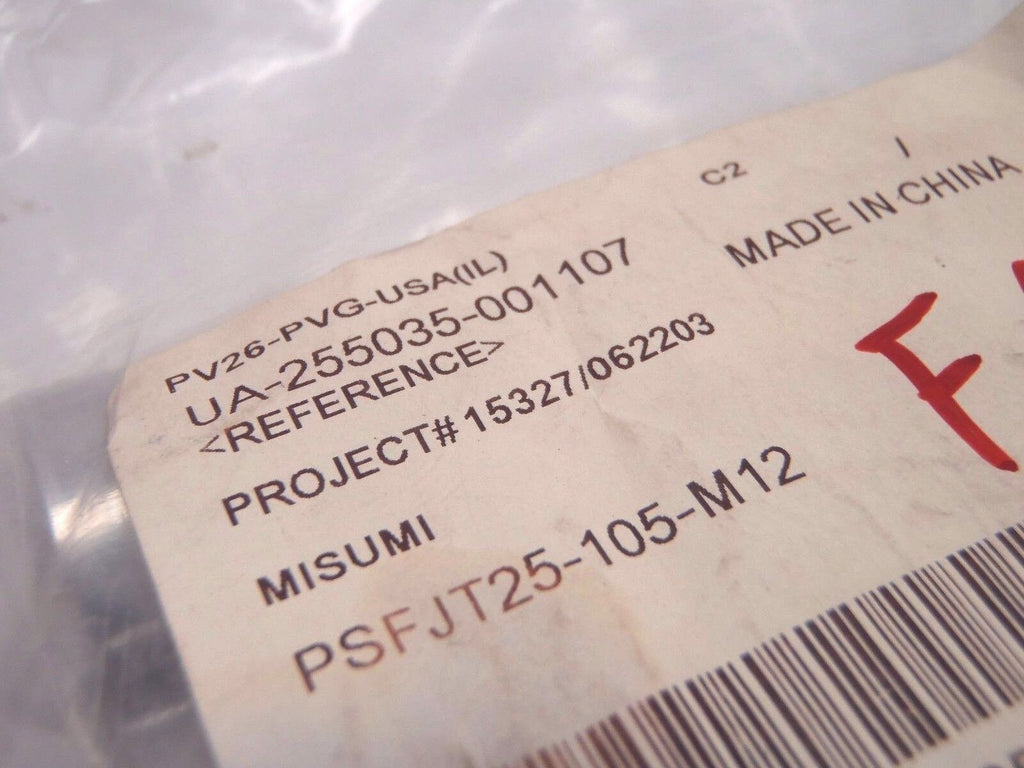 C2 I
PV26-PVG-USA(IL)
UA-255035-001107 MADE IN CHINA
<REFERENCE>
PROJECT# 15327/062203
F
MISUMI
PSFJT25-105-M12